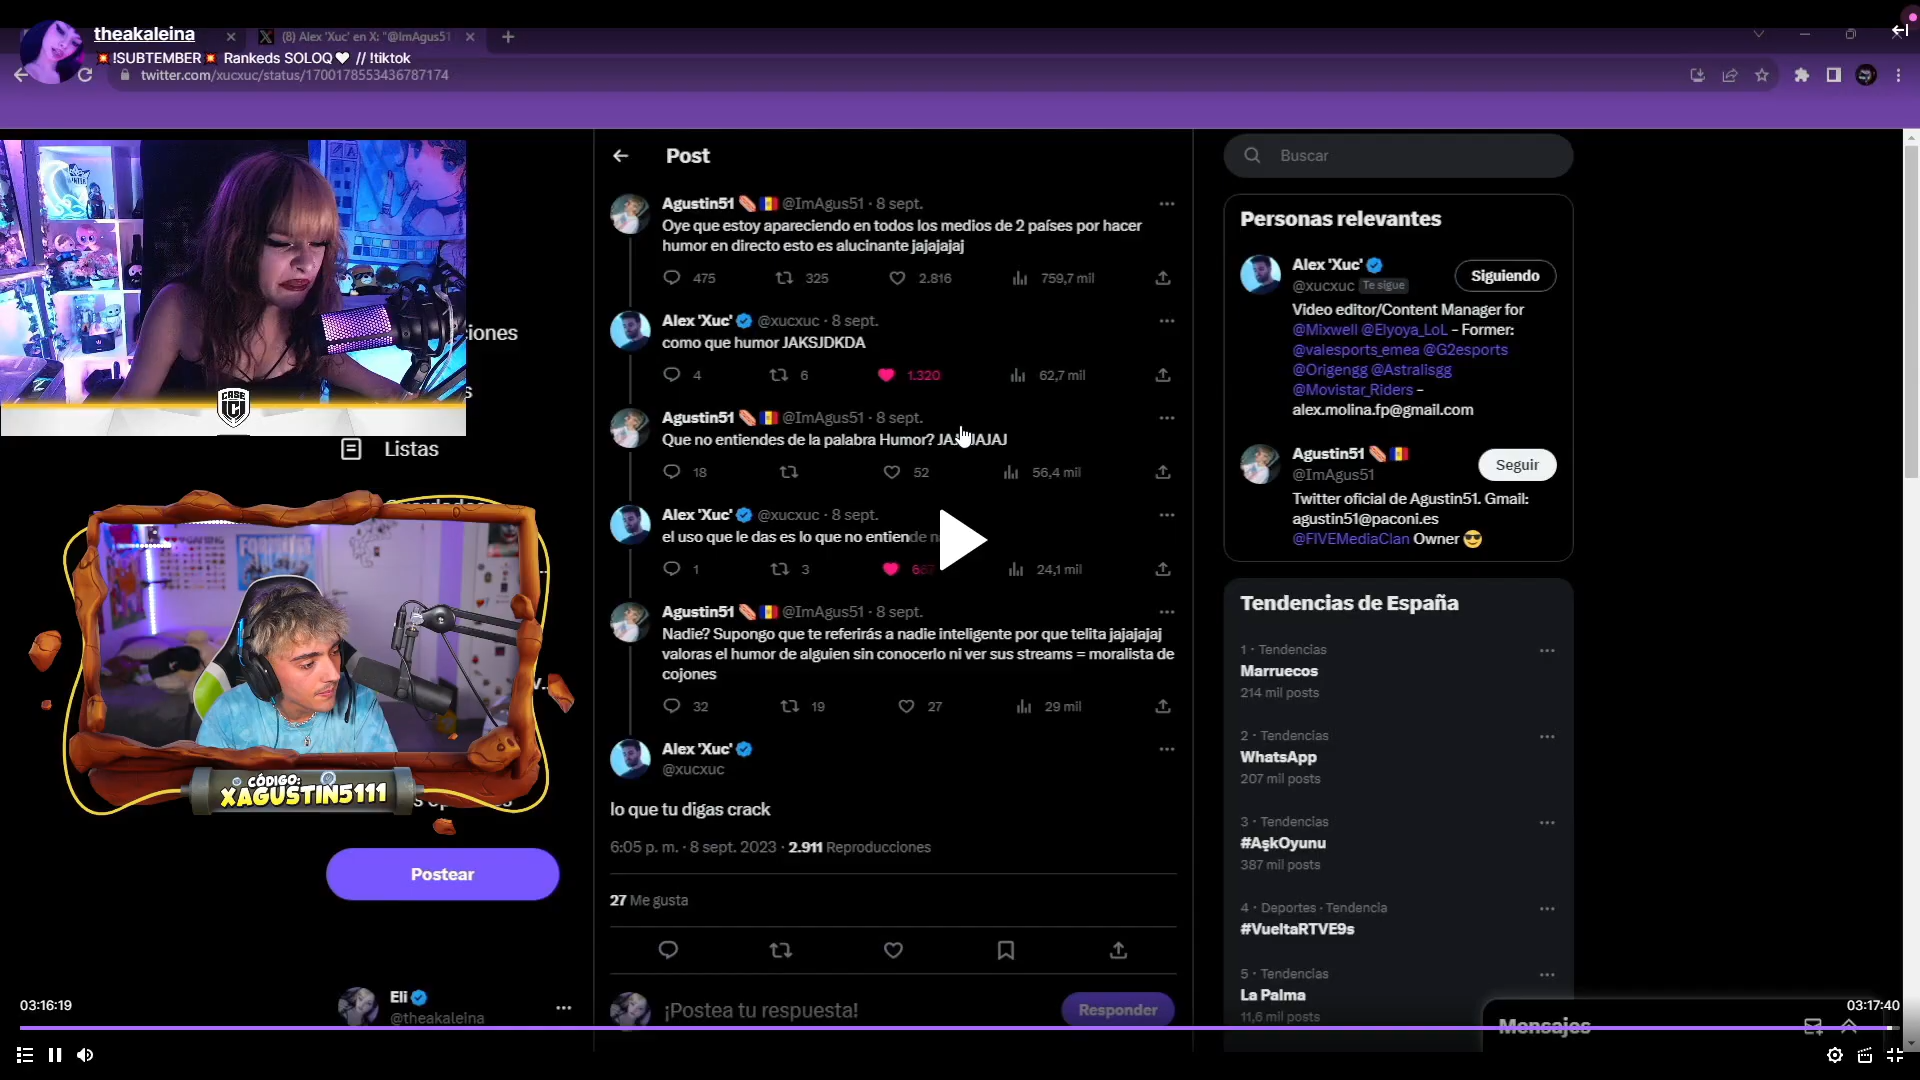 theakaleina
(8) Alex 'Xuc' en X: "@ImAgus51
💥!SUBTEMBER💥 Rankeds SOLOQ🤍 // !tiktok
twitter.com/xucxuc/status/1700178553436787174
Post
Agustin51 @ImAgus51 · 8 sept.
Oye que estoy apareciendo en todos los medios de 2 países por hacer
humor en directo esto es alucinante jajajajaj
475 325 2.816 759,7 mil
Alex 'Xuc' @xucxuc · 8 sept.
como que humor JAKSJDKDA
4 6 1.320 62,7 mil
Agustin51 @ImAgus51 · 8 sept.
Que no entiendes de la palabra Humor?
18 52 56,4 mil
Alex 'Xuc' @xucxuc · 8 sept.
el uso que le das es lo que no entiende
1 3 667 24,1 mil
Agustin51 @ImAgus51 · 8 sept.
Nadie? Supongo que te referirás a nadie inteligente por que telita jajajajaj
valoras el humor de alguien sin conocerlo ni ver sus streams = moralista de
cojones
32 19 27 29 mil
Alex 'Xuc'
@xucxuc
lo que tu digas crack
6:05 p. m. · 8 sept. 2023 · 2.911 Reproducciones
27 Me gusta
¡Postea tu respuesta!
Responder
Buscar
Personas relevantes
Alex 'Xuc'
@xucxuc Te sigue
Siguiendo
Video editor/Content Manager for
@Mixwell @Elyoya_LoL - Former:
@valesports_emea @G2esports
@Origengg @Astralisgg
@Movistar_Riders -
alex.molina.fp@gmail.com
Agustin51
@ImAgus51
Seguir
Twitter oficial de Agustin51. Gmail:
agustin51@paconi.es
@FIVEMediaClan Owner 😎
Tendencias de España
1 · Tendencias
Marruecos
214 mil posts
2 · Tendencias
WhatsApp
207 mil posts
3 · Tendencias
#AşkOyunu
387 mil posts
4 · Deportes · Tendencia
#VueltaRTVE9s
5 · Tendencias
La Palma
11,6 mil posts
Mensajes
iones
s
CASE
Listas
CÓDIGO:
XAGUSTIN5111
Postear
Eli
@theakaleina
03:16:19
03:17:40